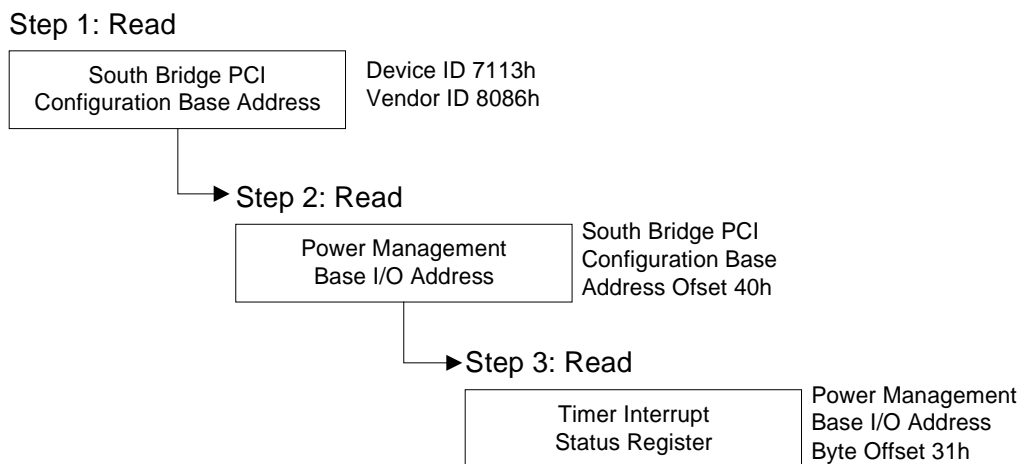 Step 1: Read
South Bridge PCI
Configuration Base Address
Device ID 7113h
Vendor ID 8086h
Step 2: Read
Power Management
Base I/O Address
South Bridge PCI
Configuration Base
Address Ofset 40h
Step 3: Read
Timer Interrupt
Status Register
Power Management
Base I/O Address
Byte Offset 31h